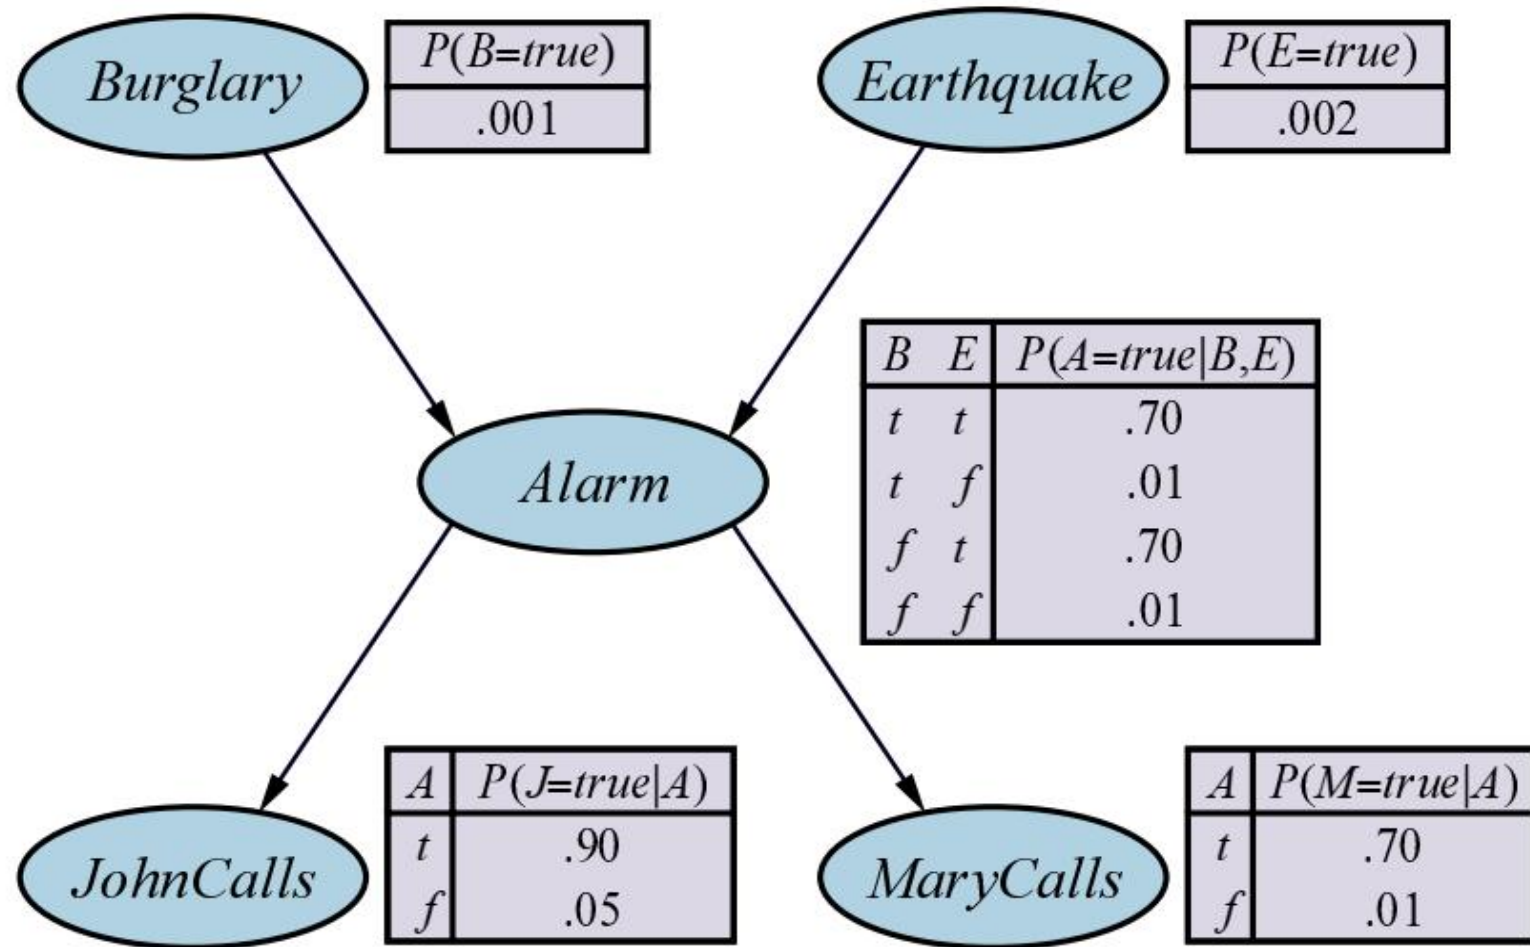 Burglary
P(B=true)
.001
Earthquake
P(E=true)
.002
B E P(A=true|B,E)
t t .70
t f .01
f t .70
f f .01
Alarm
A P(J=true|A)
t .90
f .05
JohnCalls
A P(M=true|A)
t .70
f .01
MaryCalls